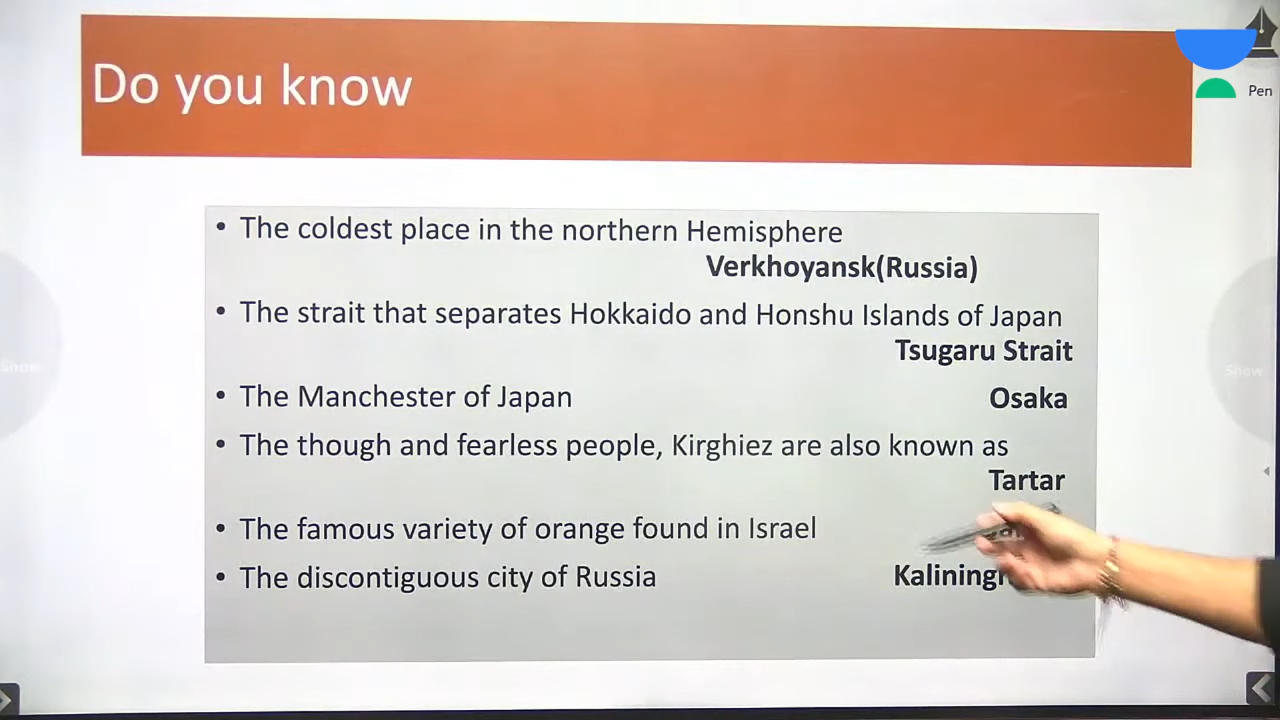 Do you know
Pen
• The coldest place in the northern Hemisphere
Verkhoyansk(Russia)
• The strait that separates Hokkaido and Honshu Islands of Japan
Tsugaru Strait
• The Manchester of Japan Osaka
• The though and fearless people, Kirghiez are also known as
Tartar
• The famous variety of orange found in Israel
• The discontiguous city of Russia
Show
Show